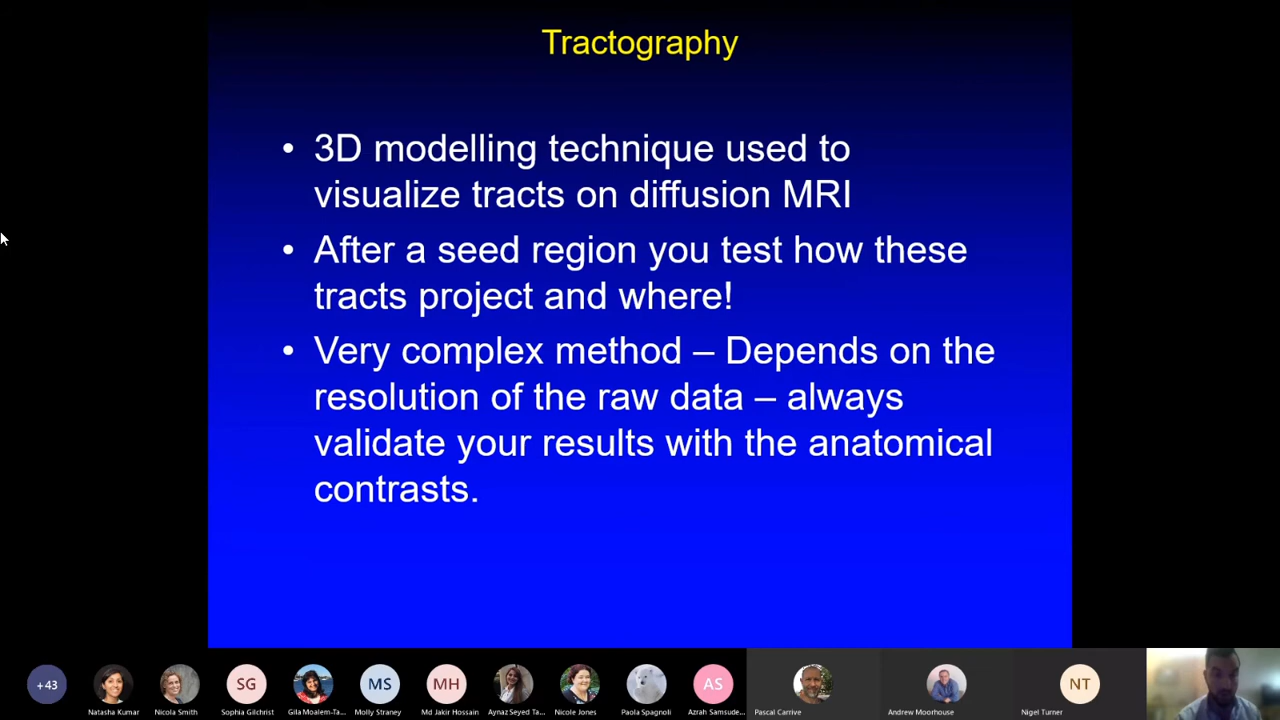 Tractography
• 3D modelling technique used to
visualize tracts on diffusion MRI
• After a seed region you test how these
tracts project and where!
• Very complex method – Depends on the
resolution of the raw data – always
validate your results with the anatomical
contrasts.
+43
SG
MS
MH
AS
NT
Natasha Kumar
Nicola Smith
Sophia Gilchrist
Gila Moalem-Ta...
Molly Straney
Md Jakir Hossain
Aynaz Seyed Ta...
Nicole Jones
Paola Spagnoli
Azrah Samsude...
Pascal Carrive
Andrew Moorhouse
Nigel Turner